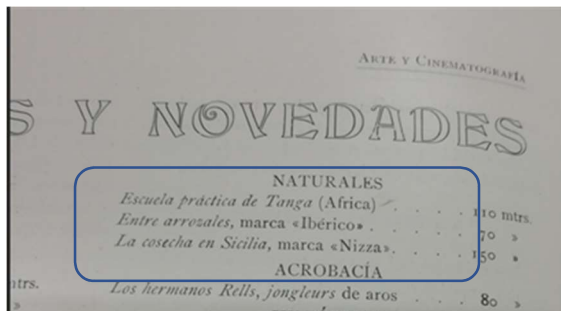 ARTE Y CINEMATOGRAFÍA
S Y NOVEDADES
NATURALES
Escuela práctica de Tanga (Africa) . . . . 110 mtrs.
Entre arrozales, marca «Ibérico» . . . . 70 »
La cosecha en Sicilia, marca «Nizza». . . . 150 »
ACROBACÍA
ntrs. Los hermanos Rells, jongleurs de aros . . . 80 »
»